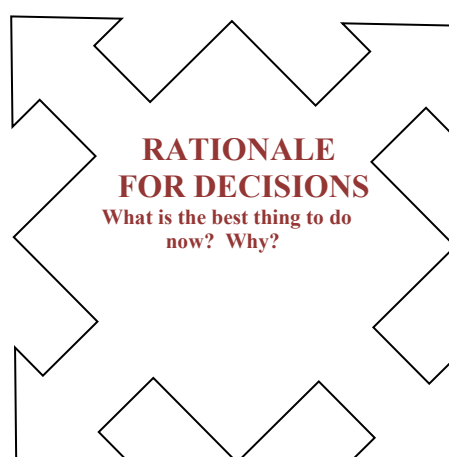 RATIONALE
FOR DECISIONS
What is the best thing to do
now?  Why?